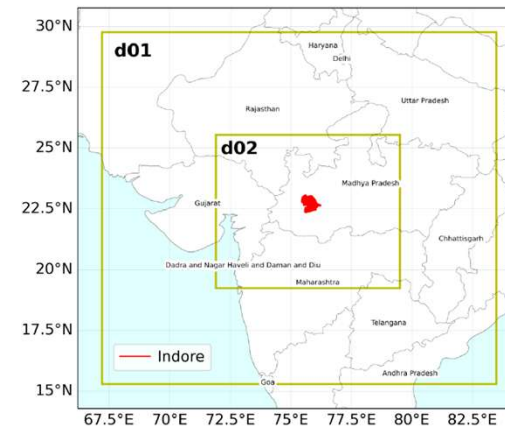 30°N
27.5°N
25°N
22.5°N
20°N
17.5°N
15°N
d01
Haryana
Delhi
Rajasthan
Uttar Pradesh
d02
Madhya Pradesh
Gujarat
Chhattisgarh
Dadra and Nagar Haveli and Daman and Diu
Maharashtra
Telangana
Indore
Andhra Pradesh
Goa
67.5°E 70°E 72.5°E 75°E 77.5°E 80°E 82.5°E